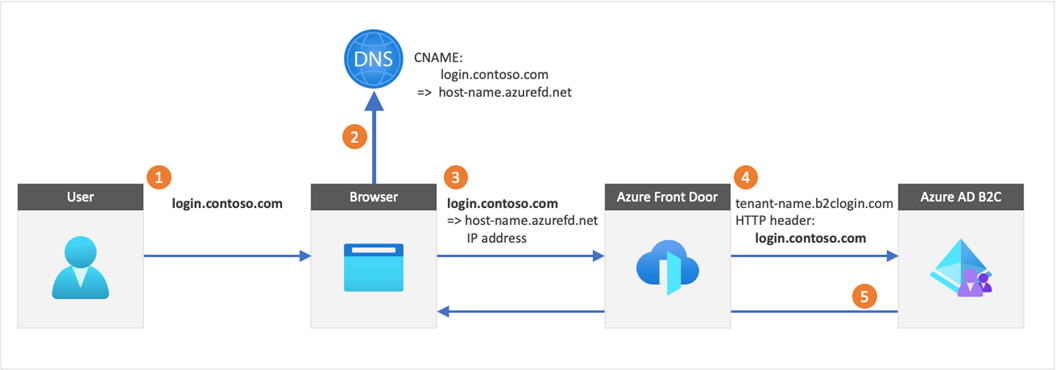 DNS
CNAME:
login.contoso.com
=> host-name.azurefd.net
2
1
3
4
User
Browser
Azure Front Door
Azure AD B2C
login.contoso.com
login.contoso.com
=> host-name.azurefd.net
IP address
tenant-name.b2clogin.com
HTTP header:
login.contoso.com
5